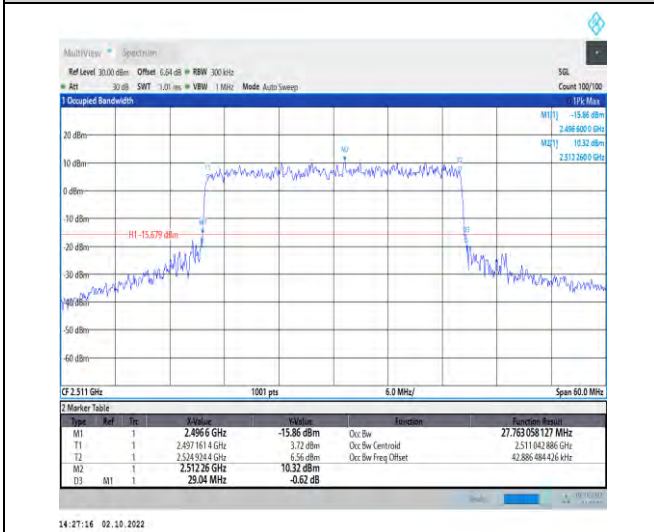 MultiView Spectrum
Ref Level 30.00 dBm Offset 6.64 dB RBW 300 kHz SGL
Att 30 dB SWT 1.01 ms VBW 1 MHz Mode Auto Sweep Count 100/100
1 Occupied Bandwidth 1Pk Max
M1[1] -15.86 dBm
2.496 600 0 GHz
M2[1] 10.32 dBm
2.512 260 0 GHz
20 dBm
M2
10 dBm
0 dBm
-10 dBm
H1 -15.679 dBm
-20 dBm
-30 dBm
-40 dBm
-50 dBm
-60 dBm
CF 2.511 GHz 1001 pts 6.0 MHz/ Span 60.0 MHz
2 Marker Table
Type Ref Trc X-Value Y-Value Function Function Result
M1 1 2.496 6 GHz -15.86 dBm Occ Bw 27.763 058 127 MHz
T1 1 2.497 161 4 GHz 3.72 dBm Occ Bw Centroid 2.511 042 886 GHz
T2 1 2.524 924 4 GHz 6.56 dBm Occ Bw Freq Offset 42.886 484 426 kHz
M2 1 2.512 26 GHz 10.32 dBm
D3 M1 1 29.04 MHz -0.62 dB
14:27:16 02.10.2022